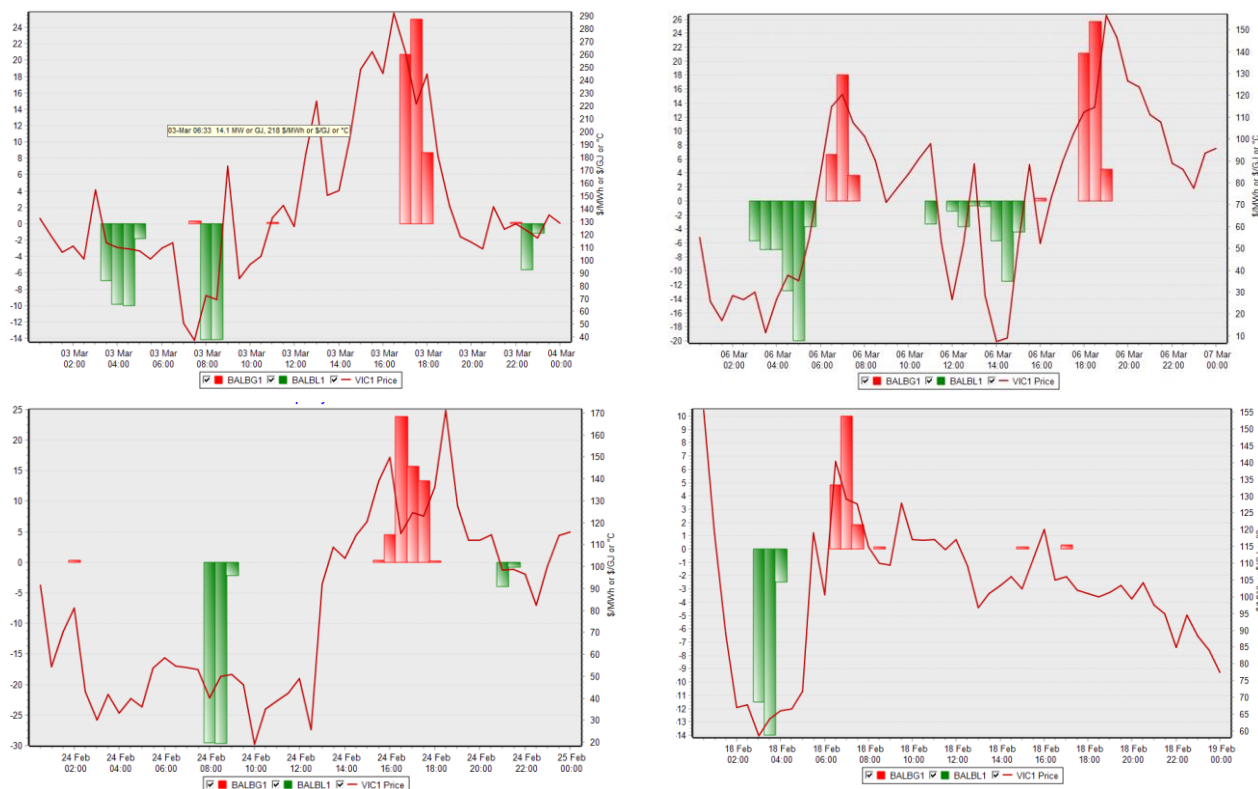 26 24 22 20 18 16 14 12 10 8 6 4 2 0 -2 -4 -6 -8 -10 -12 -14
290 280 270 260 250 240 230 220 210 200 190 180 170 160 150 140 130 120 110 100 90 80 70 60 50 40
$/MWh or $/GJ or °C
03-Mar 06:33 14.1 MW or GJ, 218 $/MWh or $/GJ or °C
03 Mar 03 Mar 03 Mar 03 Mar 03 Mar 03 Mar 03 Mar 03 Mar 03 Mar 03 Mar 03 Mar 04 Mar
02:00 04:00 06:00 08:00 10:00 12:00 14:00 16:00 18:00 20:00 22:00 00:00
BALBG1 BALBL1 VIC1 Price
26 24 22 20 18 16 14 12 10 8 6 4 2 0 -2 -4 -6 -8 -10 -12 -14 -16 -18 -20
150 140 130 120 110 100 90 80 70 60 50 40 30 20 10
$/MWh or $/GJ or °C
06 Mar 06 Mar 06 Mar 06 Mar 06 Mar 06 Mar 06 Mar 06 Mar 06 Mar 06 Mar 06 Mar 07 Mar
02:00 04:00 06:00 08:00 10:00 12:00 14:00 16:00 18:00 20:00 22:00 00:00
BALBG1 BALBL1 VIC1 Price
25 20 15 10 5 0 -5 -10 -15 -20 -25 -30
170 160 150 140 130 120 110 100 90 80 70 60 50 40 30 20
$/MWh or $/GJ or °C
24 Feb 24 Feb 24 Feb 24 Feb 24 Feb 24 Feb 24 Feb 24 Feb 24 Feb 24 Feb 24 Feb 25 Feb
02:00 04:00 06:00 08:00 10:00 12:00 14:00 16:00 18:00 20:00 22:00 00:00
BALBG1 BALBL1 VIC1 Price
10 9 8 7 6 5 4 3 2 1 0 -1 -2 -3 -4 -5 -6 -7 -8 -9 -10 -11 -12 -13 -14
155 150 145 140 135 130 125 120 115 110 105 100 95 90 85 80 75 70 65 60
18 Feb 18 Feb 18 Feb 18 Feb 18 Feb 18 Feb 18 Feb 18 Feb 18 Feb 18 Feb 18 Feb 19 Feb
02:00 04:00 06:00 08:00 10:00 12:00 14:00 16:00 18:00 20:00 22:00 00:00
BALBG1 BALBL1 VIC1 Price